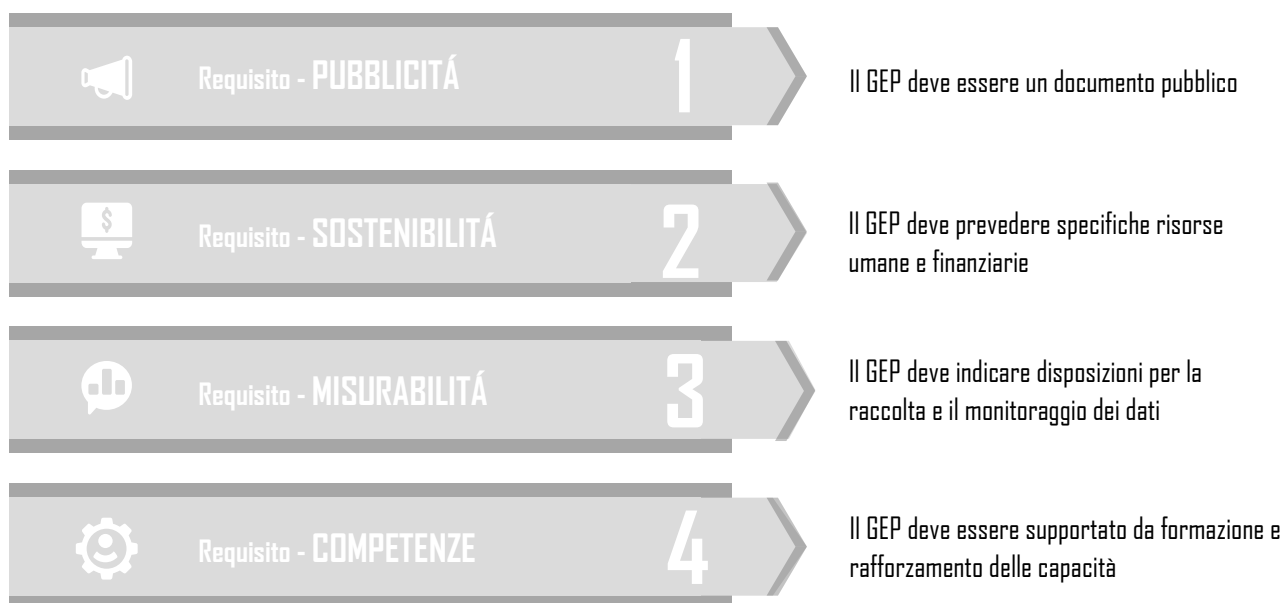 Requisito - PUBBLICITÁ
1
Il GEP deve essere un documento pubblico
$
Requisito - SOSTENIBILITÁ
2
Il GEP deve prevedere specifiche risorse
umane e finanziarie
Requisito - MISURABILITÁ
3
Il GEP deve indicare disposizioni per la
raccolta e il monitoraggio dei dati
Requisito - COMPETENZE
4
Il GEP deve essere supportato da formazione e
rafforzamento delle capacità